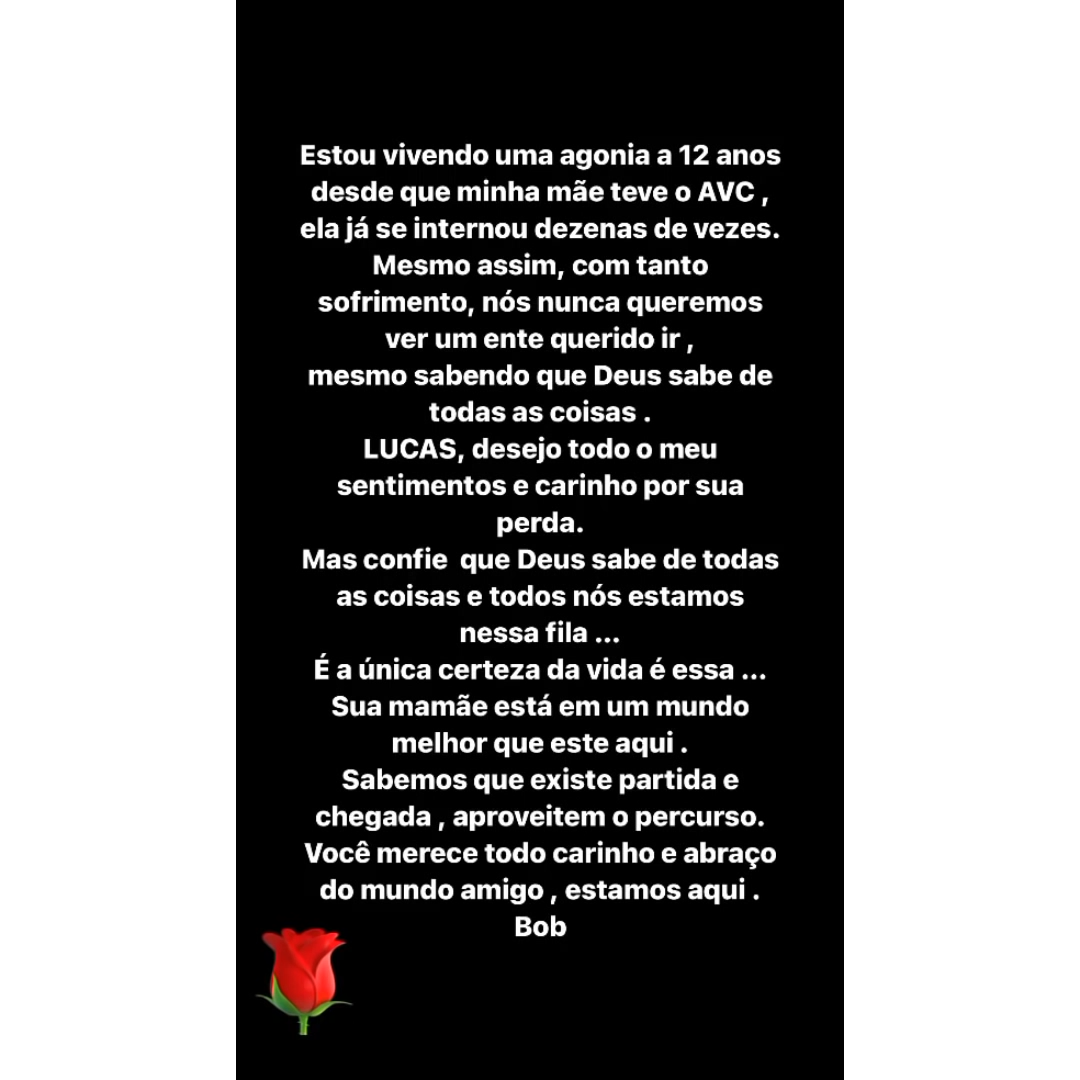 Estou vivendo uma agonia a 12 anos
desde que minha mãe teve o AVC ,
ela já se internou dezenas de vezes.
Mesmo assim, com tanto
sofrimento, nós nunca queremos
ver um ente querido ir ,
mesmo sabendo que Deus sabe de
todas as coisas .
LUCAS, desejo todo o meu
sentimentos e carinho por sua
perda.
Mas confie  que Deus sabe de todas
as coisas e todos nós estamos
nessa fila ...
É a única certeza da vida é essa ...
Sua mamãe está em um mundo
melhor que este aqui .
Sabemos que existe partida e
chegada , aproveitem o percurso.
Você merece todo carinho e abraço
do mundo amigo , estamos aqui .
Bob